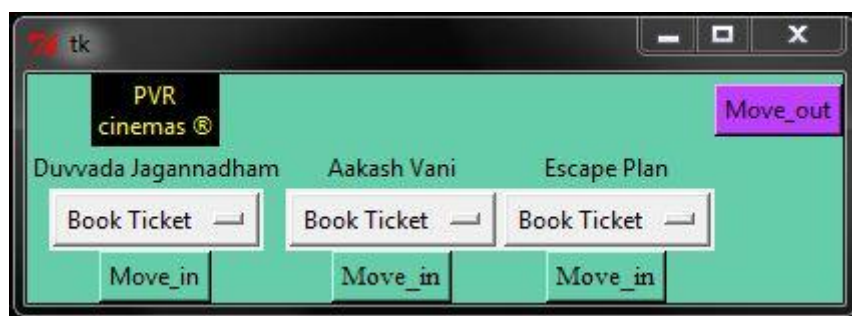 tk
PVR
cinemas ®
Move_out
Duvvada Jagannadham Aakash Vani Escape Plan
Book Ticket Book Ticket Book Ticket
Move_in Move_in Move_in